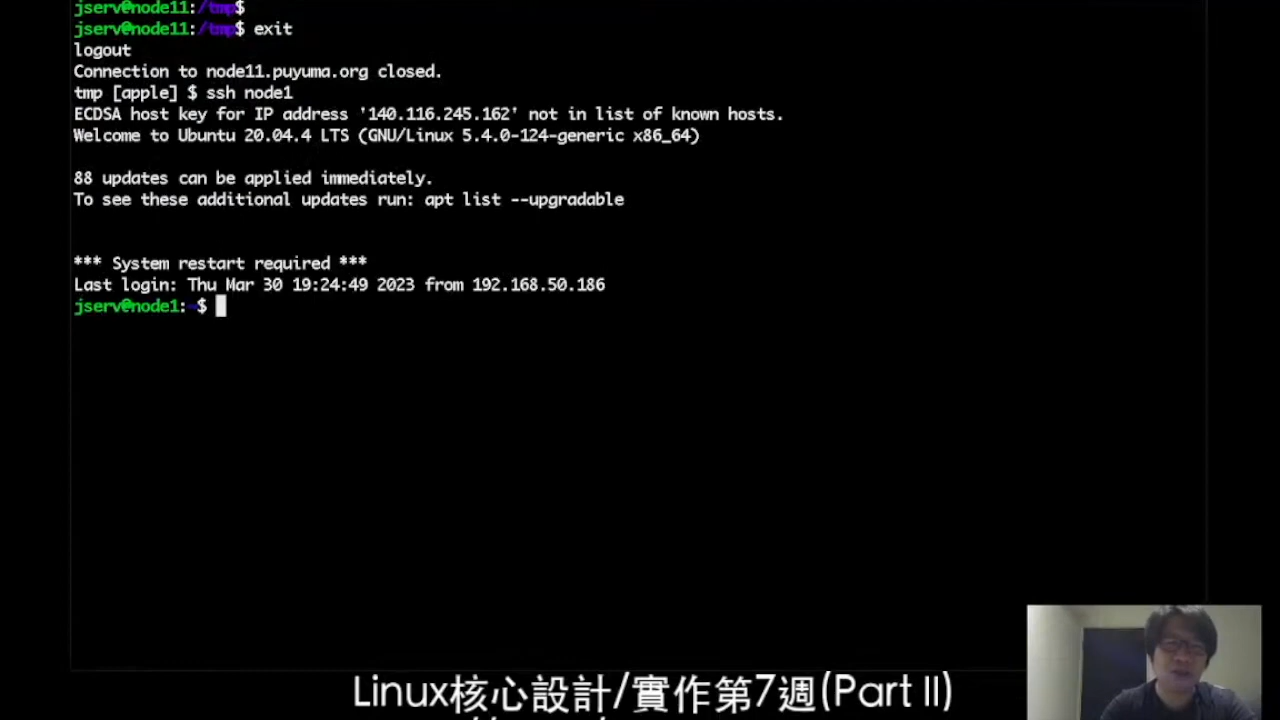 jserv@node11:/tmp$
jserv@node11:/tmp$ exit
logout
Connection to node11.puyuma.org closed.
tmp [apple] $ ssh node1
ECDSA host key for IP address '140.116.245.162' not in list of known hosts.
Welcome to Ubuntu 20.04.4 LTS (GNU/Linux 5.4.0-124-generic x86_64)
88 updates can be applied immediately.
To see these additional updates run: apt list --upgradable
*** System restart required ***
Last login: Thu Mar 30 19:24:49 2023 from 192.168.50.186
jserv@node1:~$
Linux核心設計/實作第7週(Part II)